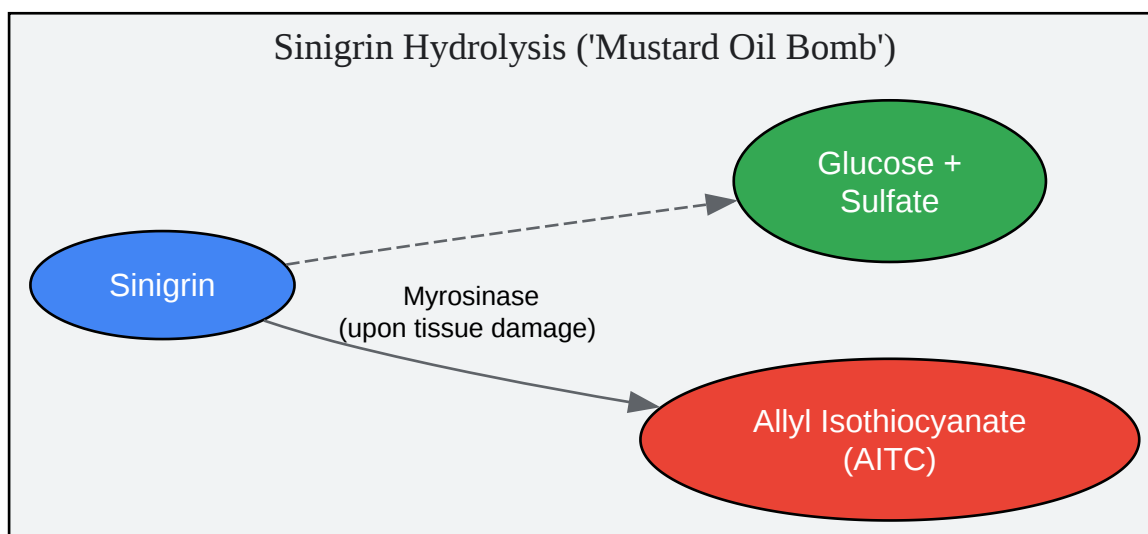 Sinigrin Hydrolysis ('Mustard Oil Bomb')
Glucose +
Sulfate
Sinigrin
Myrosinase
(upon tissue damage)
Allyl Isothiocyanate
(AITC)